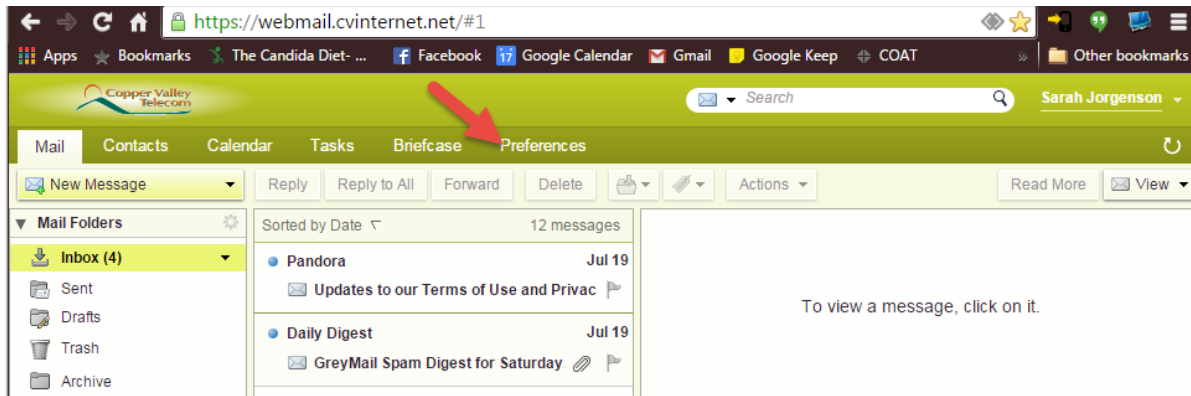 https://webmail.cvinternet.net/#1
Apps Bookmarks The Candida Diet- ... Facebook 17 Google Calendar Gmail Google Keep COAT » Other bookmarks
Copper Valley
Telecom
Search Sarah Jorgenson
Mail Contacts Calendar Tasks Briefcase Preferences
New Message Reply Reply to All Forward Delete Actions Read More View
Mail Folders Sorted by Date 12 messages
Inbox (4) Pandora Jul 19
Sent Updates to our Terms of Use and Privac
To view a message, click on it.
Drafts Daily Digest Jul 19
Trash GreyMail Spam Digest for Saturday
Archive